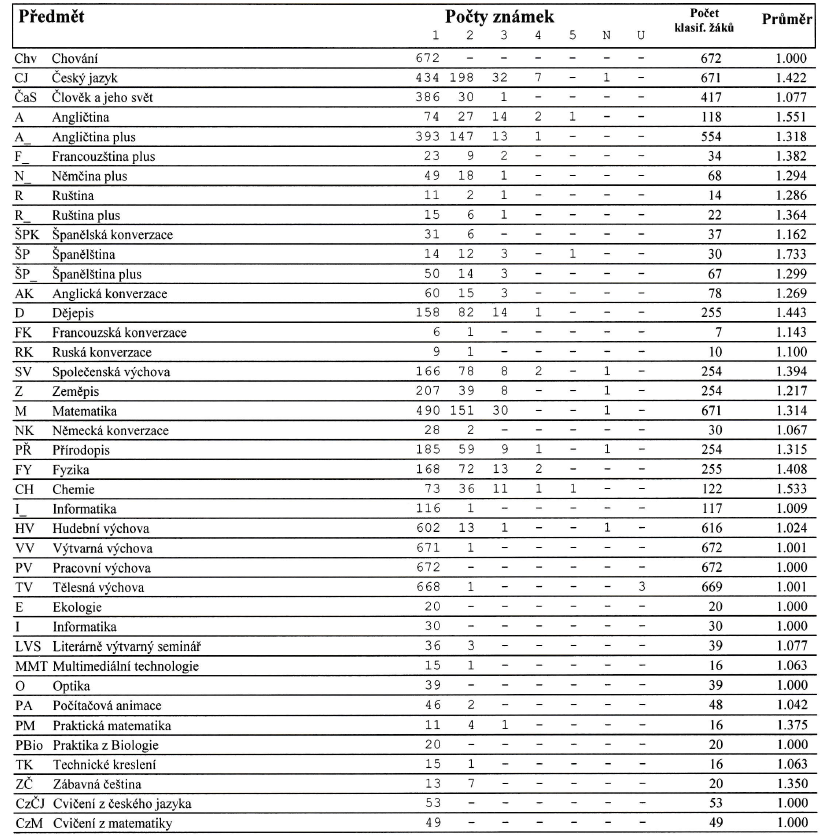 Předmět Počty známek Počet klasif. žáků Průměr
1 2 3 4 5 N U
Chv Chování 672 - - - - - - 672 1.000
CJ Český jazyk 434 198 32 7 - 1 - 671 1.422
ČaS Člověk a jeho svět 386 30 1 - - - - 417 1.077
A Angličtina 74 27 14 2 1 - - 118 1.551
A_ Angličtina plus 393 147 13 1 - - - 554 1.318
F_ Francouzština plus 23 9 2 - - - - 34 1.382
N_ Němčina plus 49 18 1 - - - - 68 1.294
R Ruština 11 2 1 - - - - 14 1.286
R_ Ruština plus 15 6 1 - - - - 22 1.364
ŠPK Španělská konverzace 31 6 - - - - - 37 1.162
ŠP Španělština 14 12 3 - 1 - - 30 1.733
ŠP_ Španělština plus 50 14 3 - - - - 67 1.299
AK Anglická konverzace 60 15 3 - - - - 78 1.269
D Dějepis 158 82 14 1 - - - 255 1.443
FK Francouzská konverzace 6 1 - - - - - 7 1.143
RK Ruská konverzace 9 1 - - - - - 10 1.100
SV Společenská výchova 166 78 8 2 - 1 - 254 1.394
Z Zeměpis 207 39 8 - - 1 - 254 1.217
M Matematika 490 151 30 - - 1 - 671 1.314
NK Německá konverzace 28 2 - - - - - 30 1.067
PŘ Přírodopis 185 59 9 1 - 1 - 254 1.315
FY Fyzika 168 72 13 2 - - - 255 1.408
CH Chemie 73 36 11 1 1 - - 122 1.533
I_ Informatika 116 1 - - - - - 117 1.009
HV Hudební výchova 602 13 1 - - 1 - 616 1.024
VV Výtvarná výchova 671 1 - - - - - 672 1.001
PV Pracovní výchova 672 - - - - - - 672 1.000
TV Tělesná výchova 668 1 - - - - 3 669 1.001
E Ekologie 20 - - - - - - 20 1.000
I Informatika 30 - - - - - - 30 1.000
LVS Literárně výtvarný seminář 36 3 - - - - - 39 1.077
MMT Multimediální technologie 15 1 - - - - - 16 1.063
O Optika 39 - - - - - - 39 1.000
PA Počítačová animace 46 2 - - - - - 48 1.042
PM Praktická matematika 11 4 1 - - - - 16 1.375
PBio Praktika z Biologie 20 - - - - - - 20 1.000
TK Technické kreslení 15 1 - - - - - 16 1.063
ZČ Zábavná čeština 13 7 - - - - - 20 1.350
CzČJ Cvičení z českého jazyka 53 - - - - - - 53 1.000
CzM Cvičení z matematiky 49 - - - - - - 49 1.000